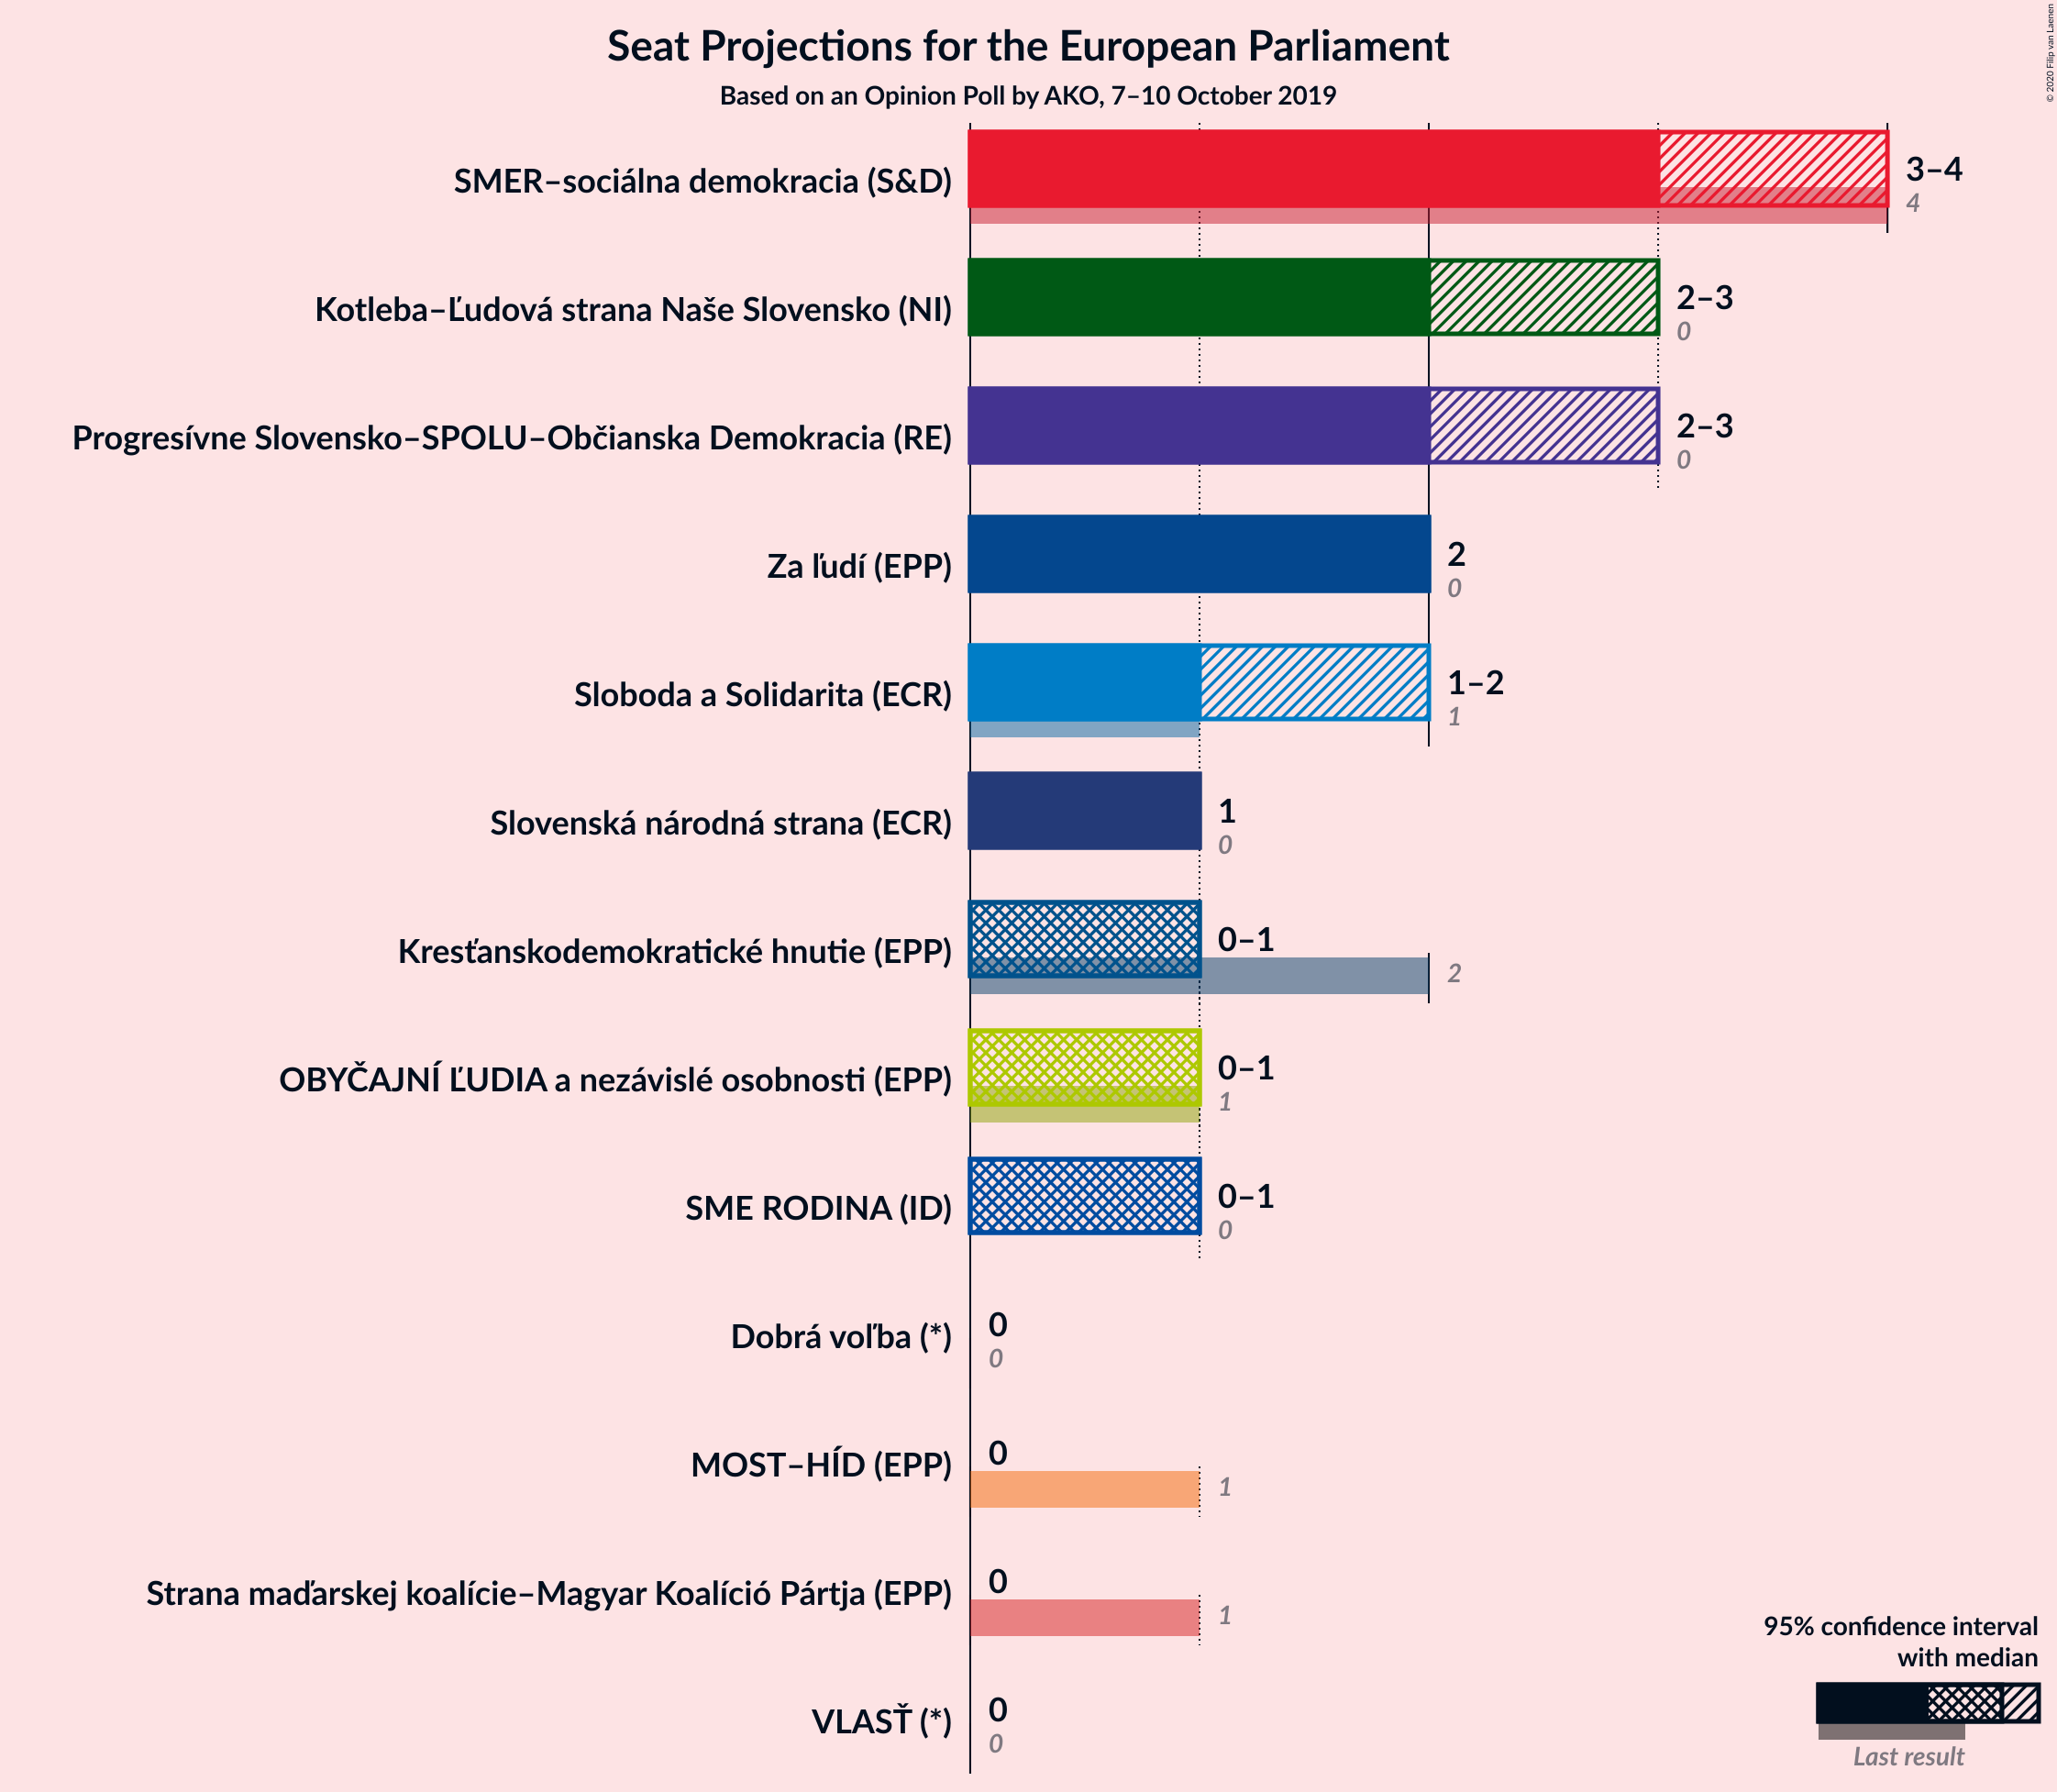 Seat Projections for the European Parliament
Based on an Opinion Poll by AKO, 7–10 October 2019
© 2020 Filip van Laenen
SMER–sociálna demokracia (S&D)
3–4
4
Kotleba–Ľudová strana Naše Slovensko (NI)
2–3
0
Progresívne Slovensko–SPOLU–Občianska Demokracia (RE)
2–3
0
Za ľudí (EPP)
2
0
Sloboda a Solidarita (ECR)
1–2
1
Slovenská národná strana (ECR)
1
0
Kresťanskodemokratické hnutie (EPP)
0–1
2
OBYČAJNÍ ĽUDIA a nezávislé osobnosti (EPP)
0–1
1
SME RODINA (ID)
0–1
0
Dobrá voľba (*)
0
0
MOST–HÍD (EPP)
0
1
Strana maďarskej koalície–Magyar Koalíció Pártja (EPP)
0
1
VLASŤ (*)
0
0
95% confidence interval
with median
Last result